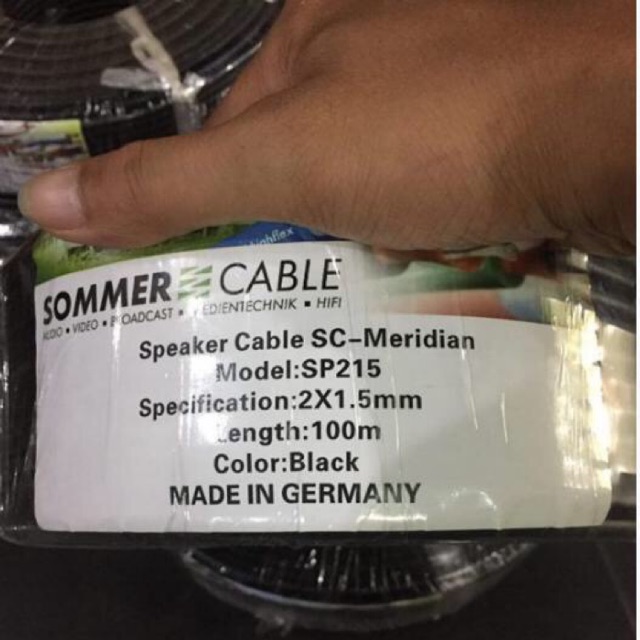 highflex
SOMMER CABLE
AUDIO ▪ VIDEO ▪ BROADCAST ▪ MEDIENTECHNIK ▪ HIFI
Speaker Cable SC-Meridian
Model:SP215
Specification:2X1.5mm
Length:100m
Color:Black
MADE IN GERMANY